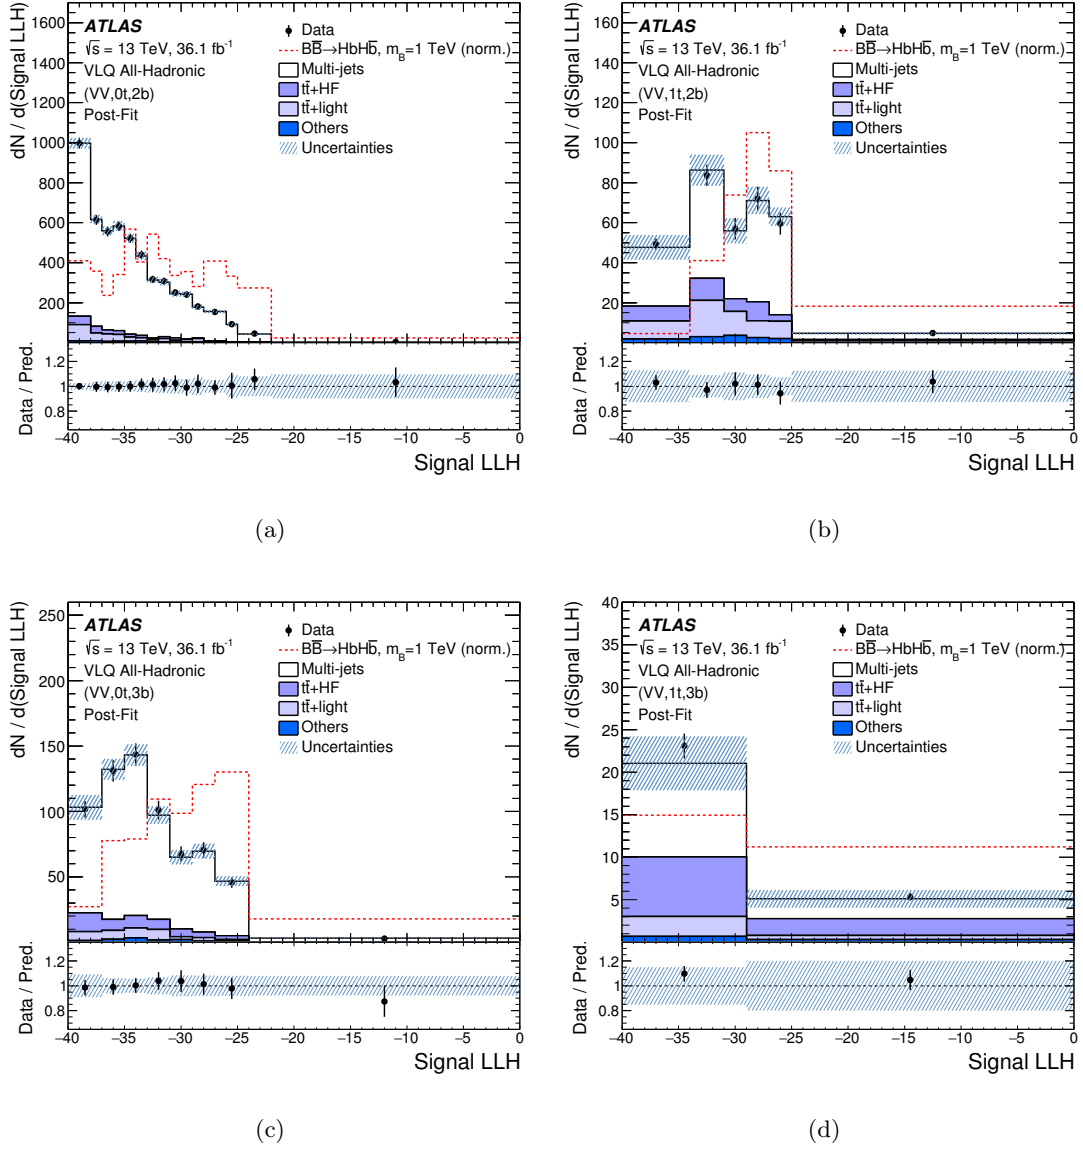 dN / d(Signal LLH)
1600
1400
1200
1000
800
600
400
200
ATLAS
√s = 13 TeV, 36.1 fb⁻¹
VLQ All-Hadronic
(VV,0t,2b)
Post-Fit
Data
BB̅→HbHb̅, m_B=1 TeV (norm.)
Multi-jets
tt̅+HF
tt̅+light
Others
Uncertainties
Data / Pred.
1.2
1
0.8
−40 −35 −30 −25 −20 −15 −10 −5 0
Signal LLH
(a)
dN / d(Signal LLH)
1600
1400
1200
1000
800
600
400
200
ATLAS
√s = 13 TeV, 36.1 fb⁻¹
VLQ All-Hadronic
(VV,1t,2b)
Post-Fit
Data
BB̅→HbHb̅, m_B=1 TeV (norm.)
Multi-jets
tt̅+HF
tt̅+light
Others
Uncertainties
Data / Pred.
1.2
1
0.8
−40 −35 −30 −25 −20 −15 −10 −5 0
Signal LLH
(b)
dN / d(Signal LLH)
250
200
150
100
50
ATLAS
√s = 13 TeV, 36.1 fb⁻¹
VLQ All-Hadronic
(VV,0t,3b)
Post-Fit
Data
BB̅→HbHb̅, m_B=1 TeV (norm.)
Multi-jets
tt̅+HF
tt̅+light
Others
Uncertainties
Data / Pred.
1.2
1
0.8
−40 −35 −30 −25 −20 −15 −10 −5 0
Signal LLH
(c)
dN / d(Signal LLH)
40
35
30
25
20
15
10
5
ATLAS
√s = 13 TeV, 36.1 fb⁻¹
VLQ All-Hadronic
(VV,1t,3b)
Post-Fit
Data
BB̅→HbHb̅, m_B=1 TeV (norm.)
Multi-jets
tt̅+HF
tt̅+light
Others
Uncertainties
Data / Pred.
1.2
1
0.8
−40 −35 −30 −25 −20 −15 −10 −5 0
Signal LLH
(d)